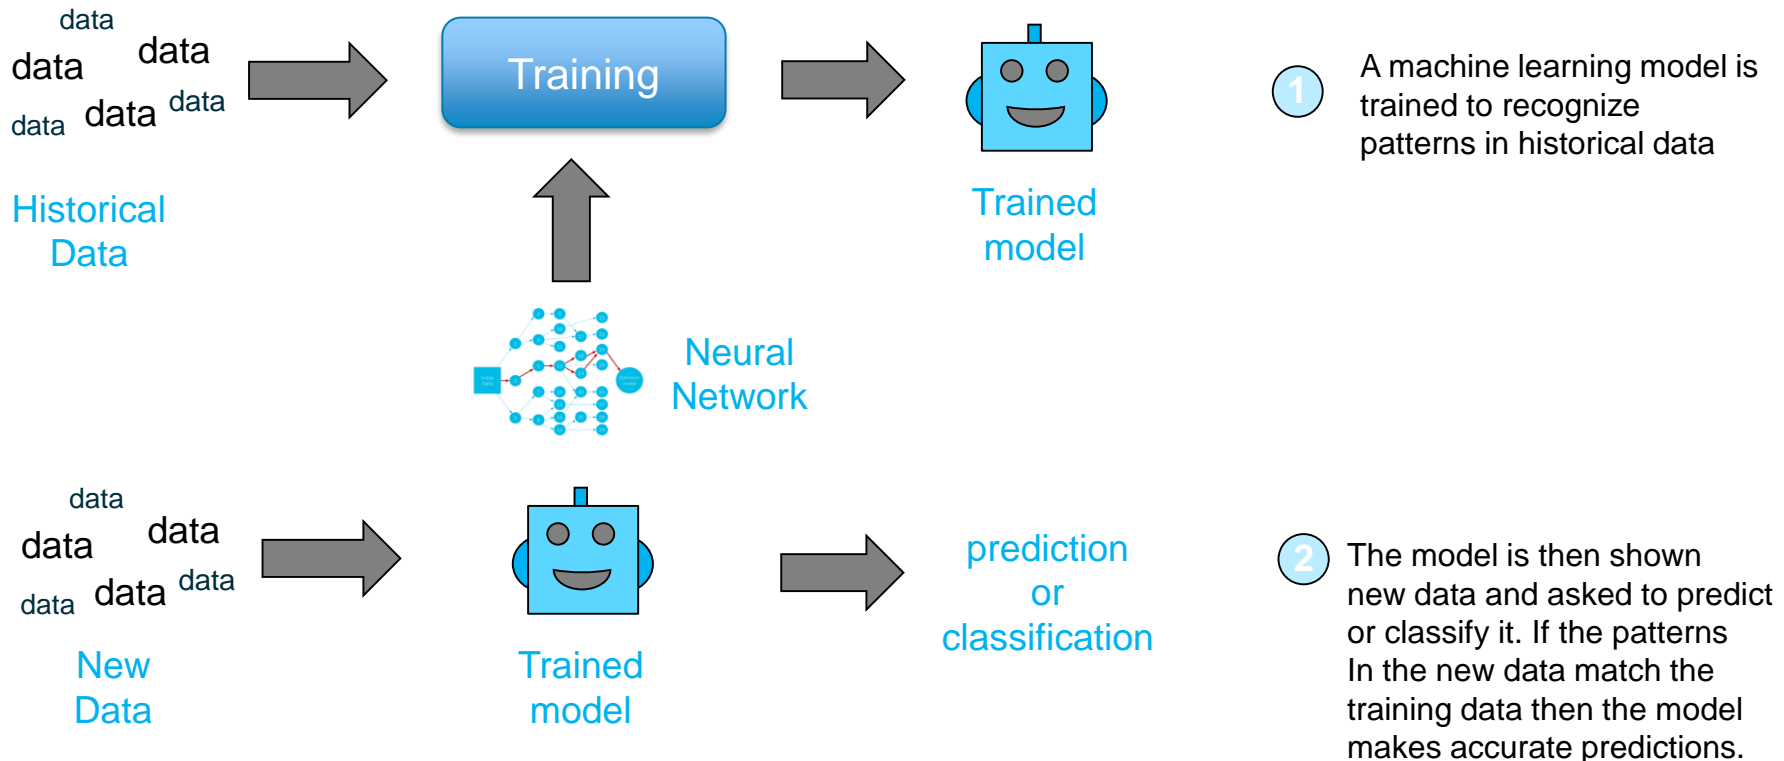 data
data
data
data
data
data
Historical
Data
Training
Trained
model
1
A machine learning model is
trained to recognize
patterns in historical data
Neural
Network
data
data
data
data
data
data
New
Data
Trained
model
prediction
or
classification
2
The model is then shown
new data and asked to predict
or classify it. If the patterns
In the new data match the
training data then the model
makes accurate predictions.